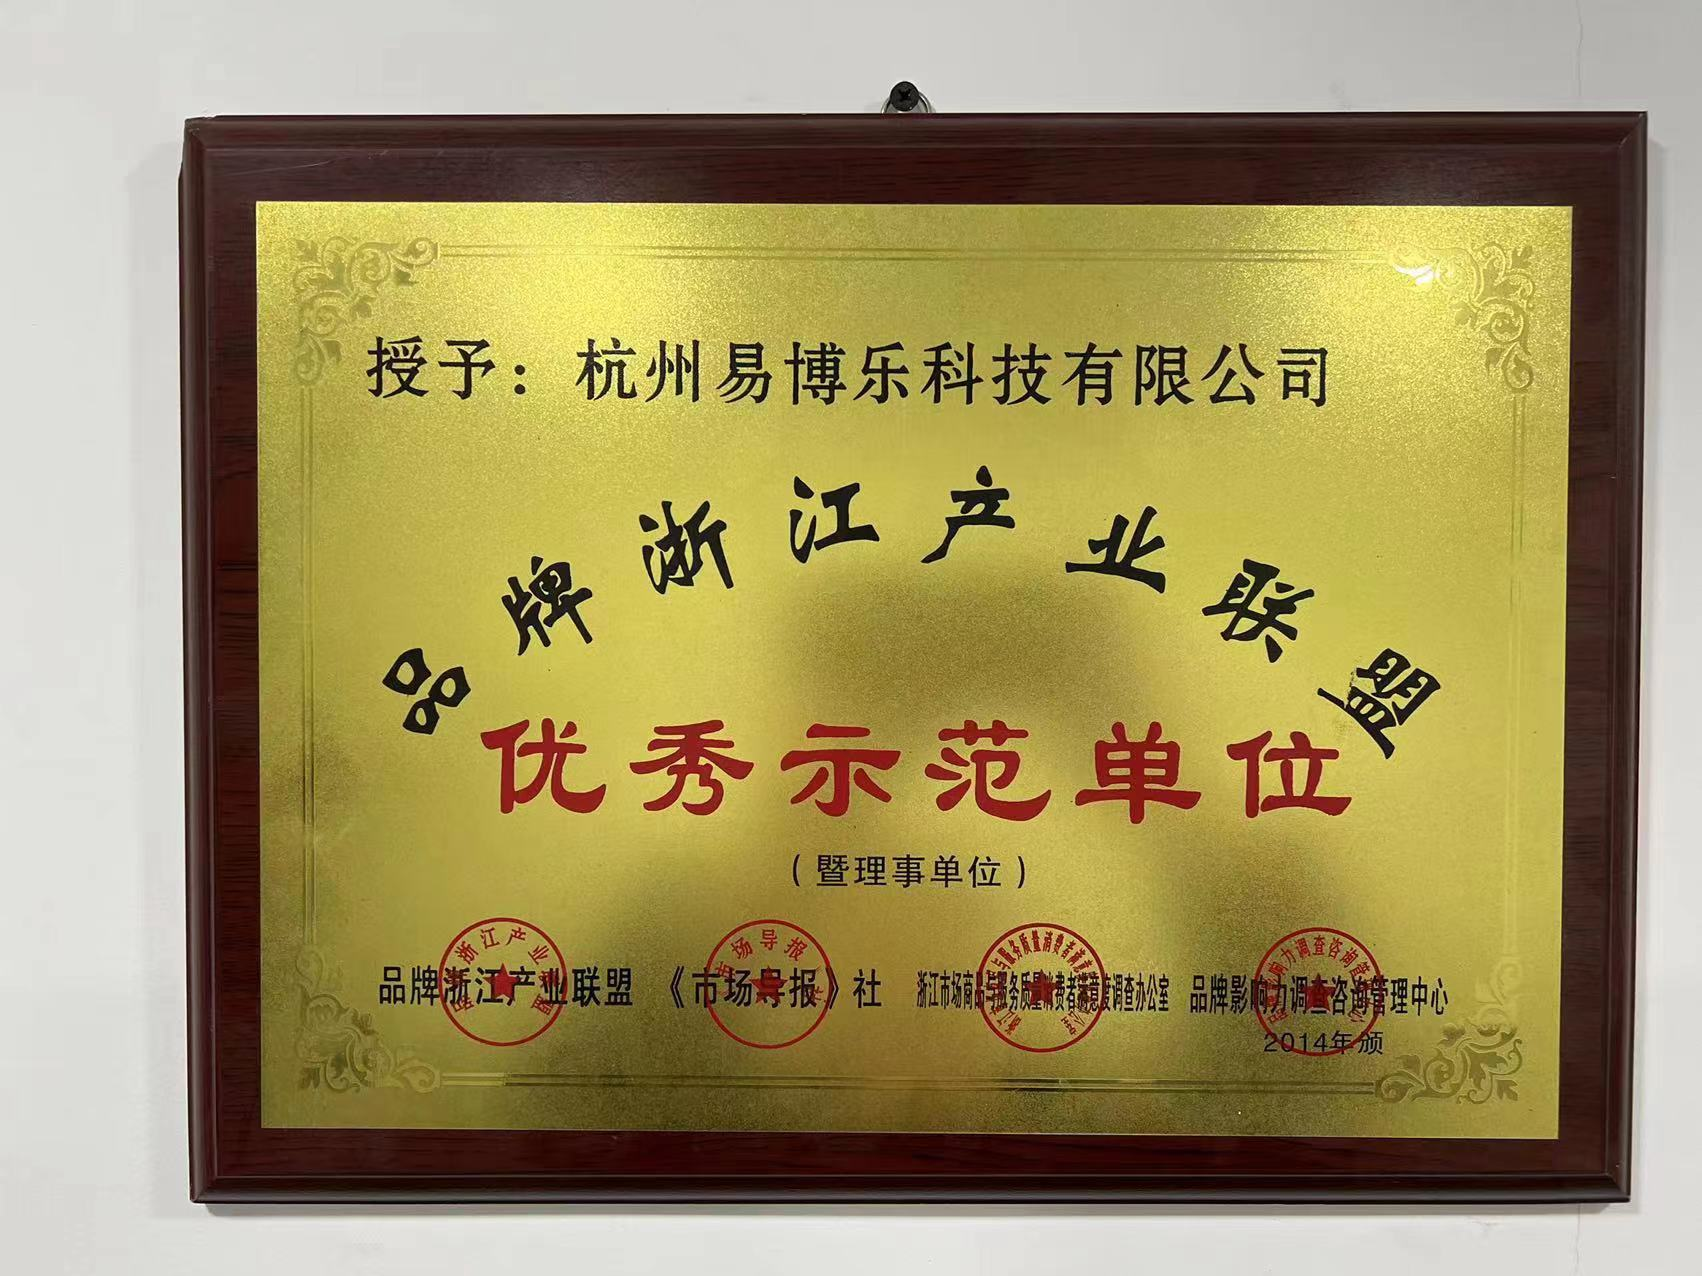 授予：杭州易博乐科技有限公司
品牌浙江产业联盟
优秀示范单位
（暨理事单位）
品牌浙江产业联盟 《市场导报》社 浙江市场商品与服务质量消费者满意度调查办公室 品牌影响力调查咨询管理中心
2014年颁